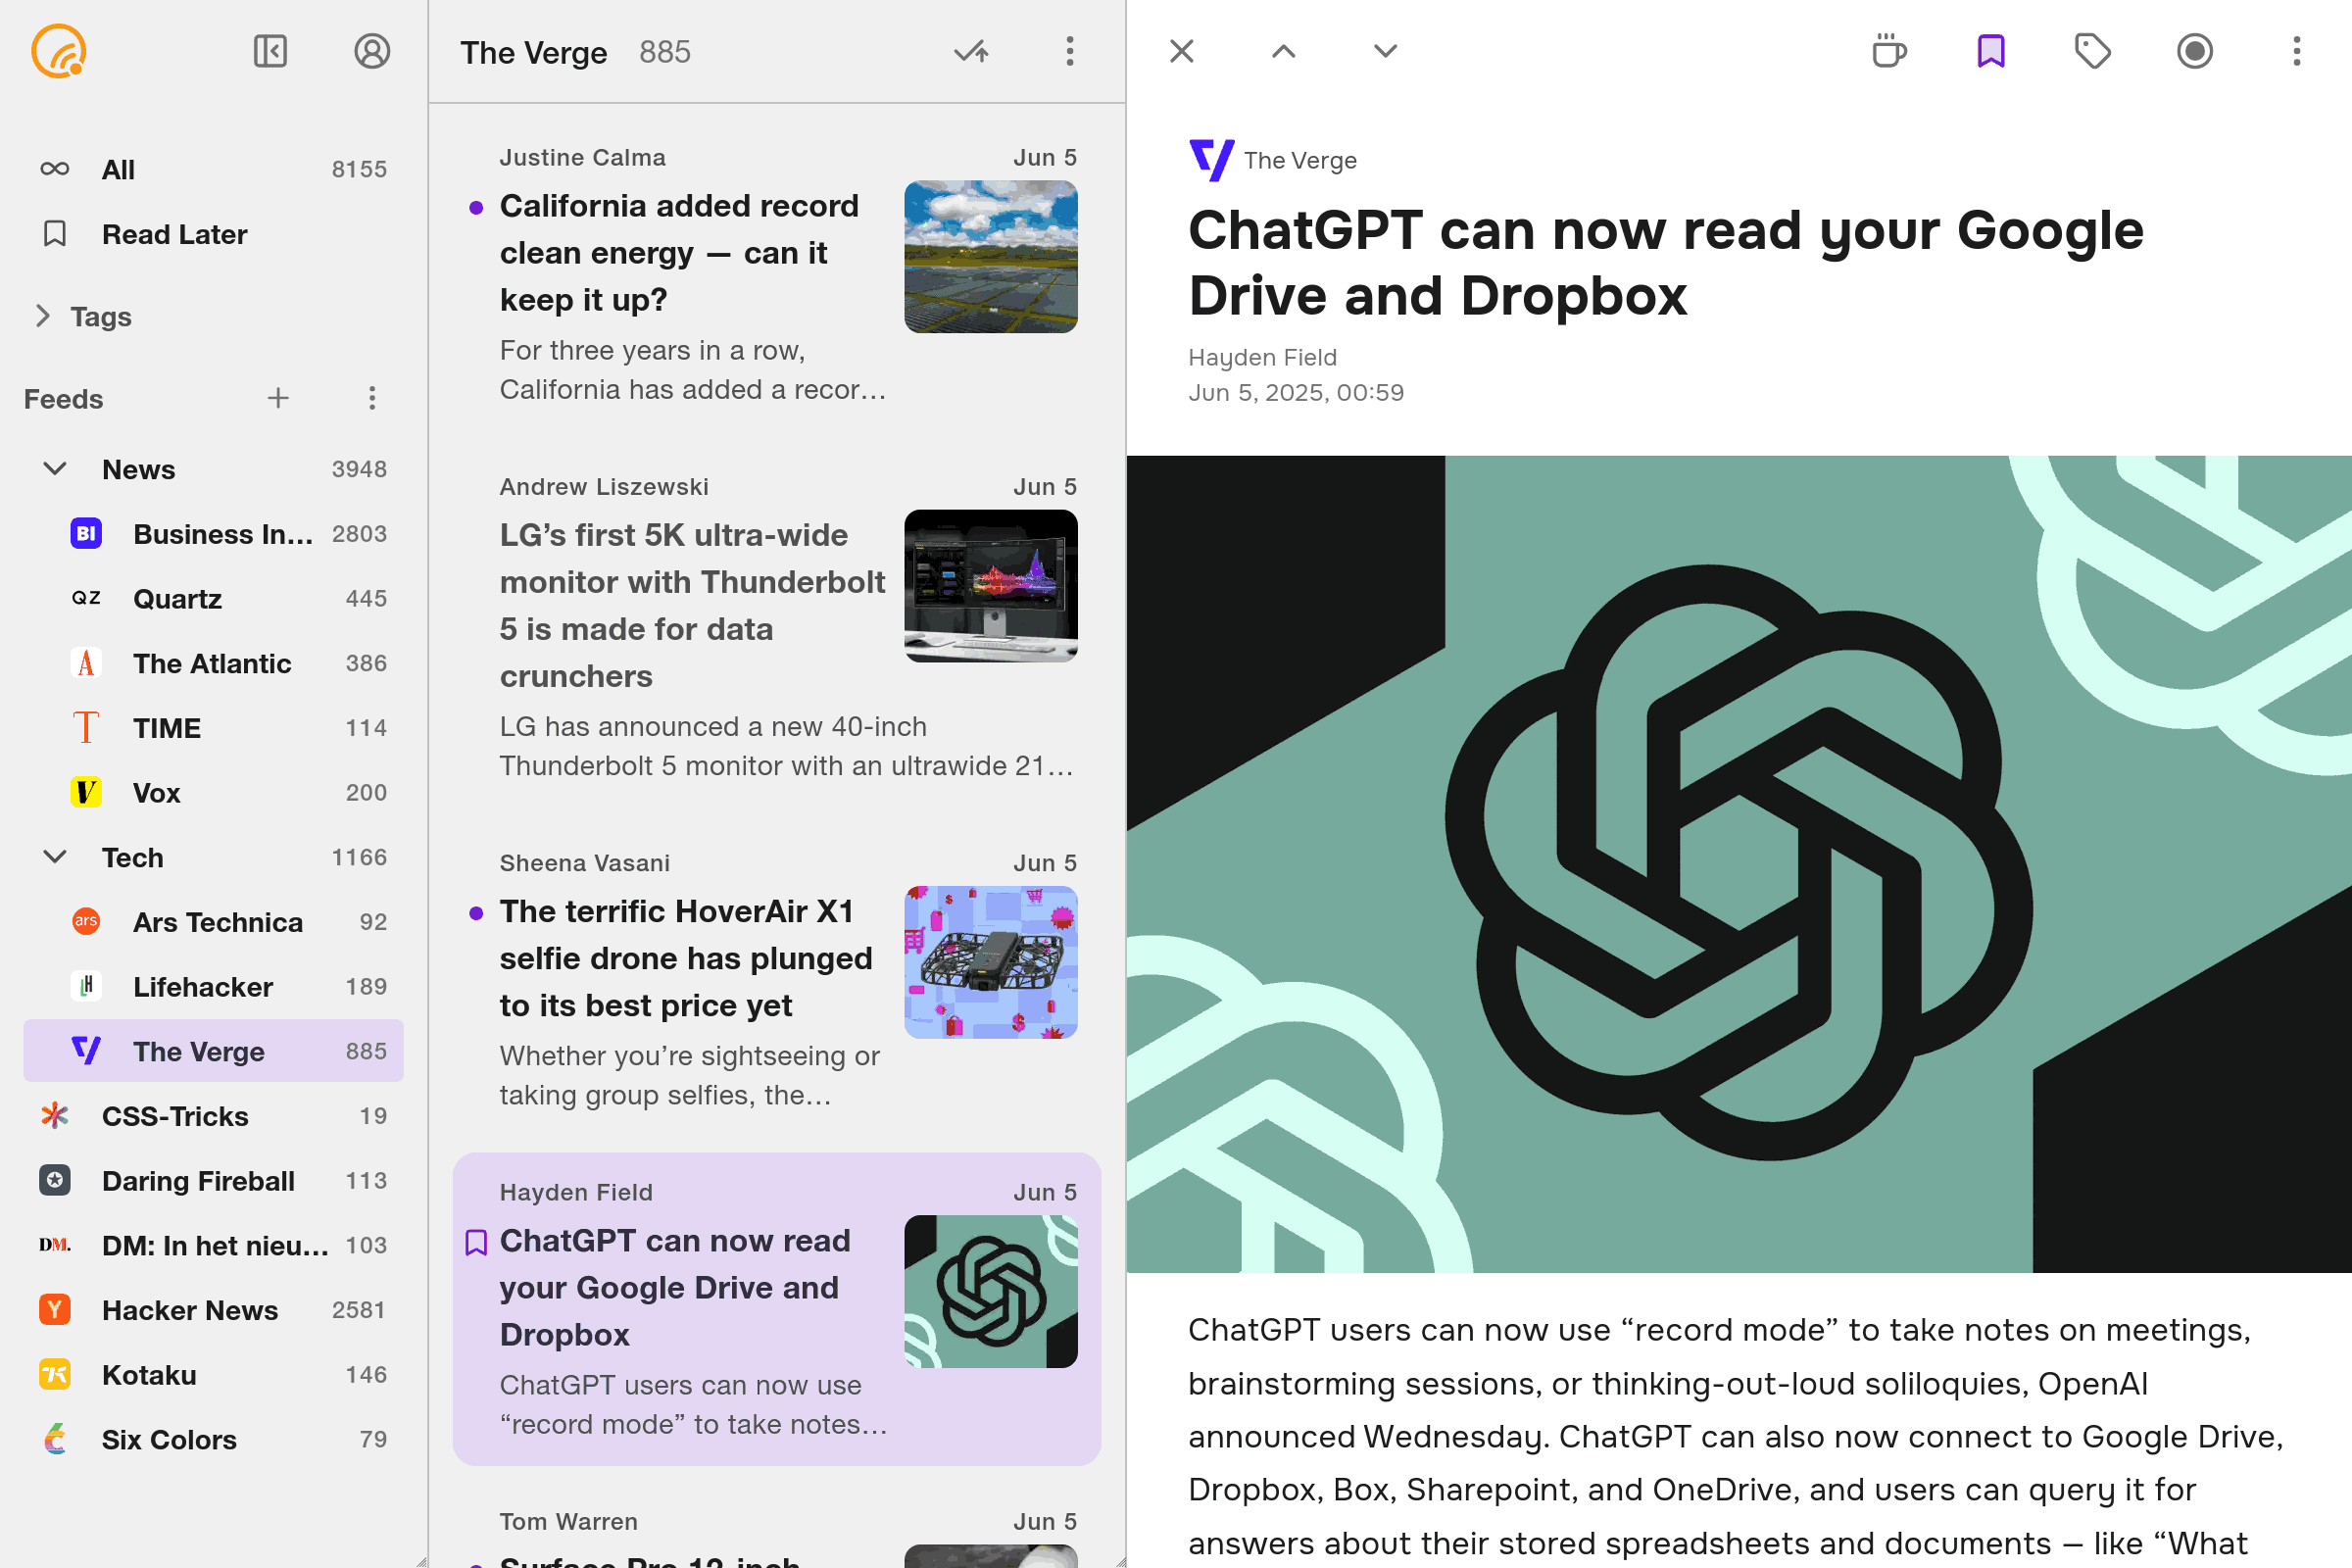 All 8155
Read Later
Tags
Feeds
News 3948
BI Business In... 2803
QZ Quartz 445
A The Atlantic 386
T TIME 114
V Vox 200
Tech 1166
ars Ars Technica 92
LH Lifehacker 189
The Verge 885
CSS-Tricks 19
Daring Fireball 113
DM. DM: In het nieu... 103
Y Hacker News 2581
Kotaku 146
Six Colors 79
The Verge 885
Justine Calma Jun 5
California added record
clean energy — can it
keep it up?
For three years in a row,
California has added a recor...
Andrew Liszewski Jun 5
LG’s first 5K ultra-wide
monitor with Thunderbolt
5 is made for data
crunchers
LG has announced a new 40-inch
Thunderbolt 5 monitor with an ultrawide 21...
Sheena Vasani Jun 5
The terrific HoverAir X1
selfie drone has plunged
to its best price yet
Whether you’re sightseeing or
taking group selfies, the...
Hayden Field Jun 5
ChatGPT can now read
your Google Drive and
Dropbox
ChatGPT users can now use
“record mode” to take notes...
Tom Warren Jun 5
Surface Pro 12-inch
The Verge
ChatGPT can now read your Google
Drive and Dropbox
Hayden Field
Jun 5, 2025, 00:59
ChatGPT users can now use “record mode” to take notes on meetings,
brainstorming sessions, or thinking-out-loud soliloquies, OpenAI
announced Wednesday. ChatGPT can also now connect to Google Drive,
Dropbox, Box, Sharepoint, and OneDrive, and users can query it for
answers about their stored spreadsheets and documents — like “What